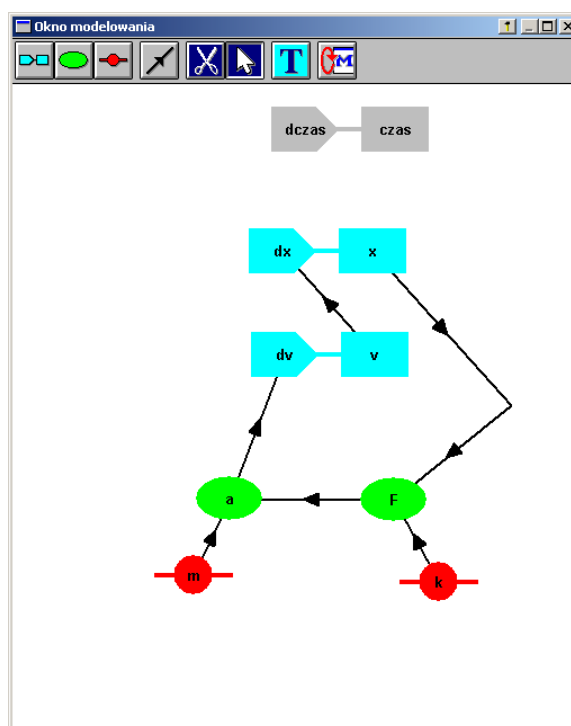 Okno modelowania
T
M
dczas czas
dx x
dv v
a F
m k